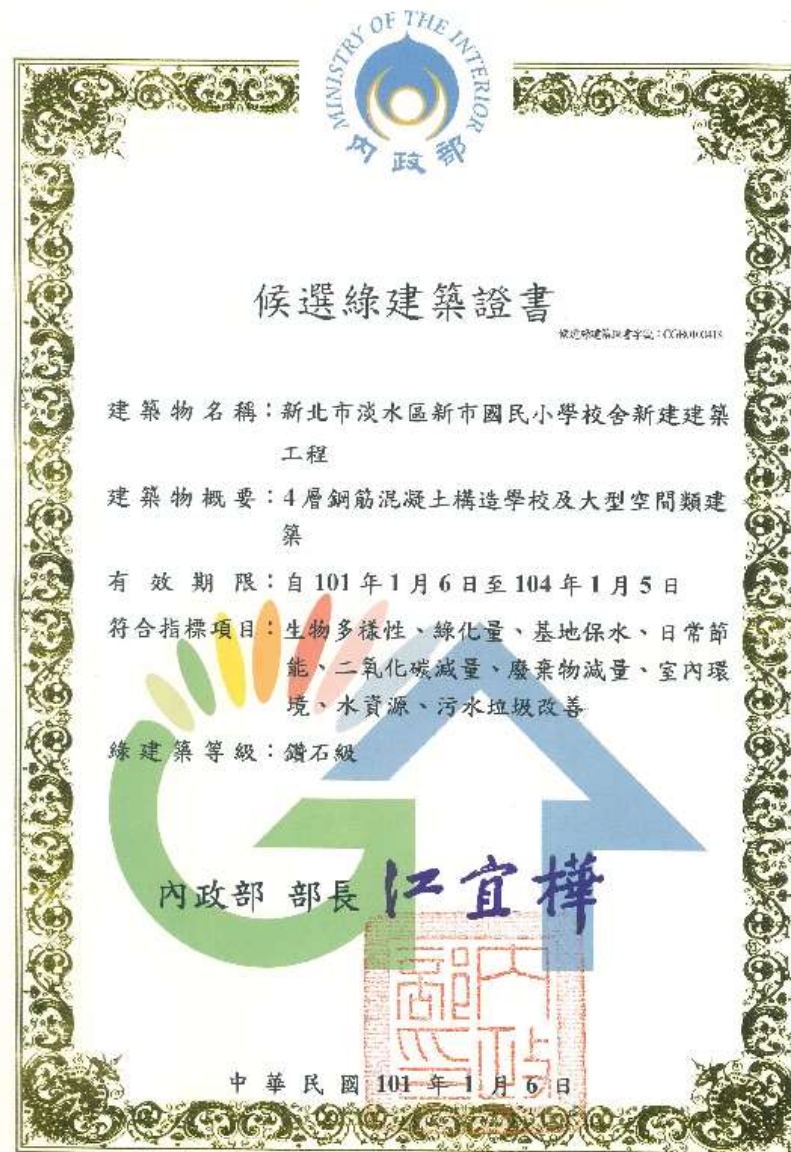 MINISTRY OF THE INTERIOR
內政部
候選綠建築證書
建築物名稱：新北市淡水區新市國民小學校舍新建建築
工程
建築物概要：4層鋼筋混凝土構造學校及大型空間類建
築
有效期限：自101年1月6日至104年1月5日
符合指標項目：生物多樣性、綠化量、基地保水、日常節
能、二氧化碳減量、廢棄物減量、室內環
境、水資源、污水垃圾改善
綠建築等級：鑽石級
內政部 部長 江宜樺
內政部印
中華民國101年1月6日